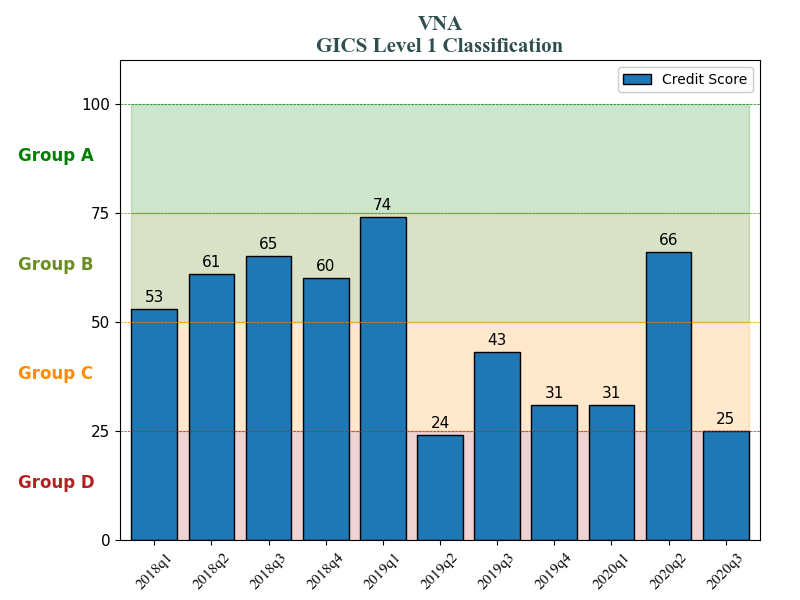 VNA
GICS Level 1 Classification
Credit Score
100
Group A
75
74
66
65
61
60
Group B
53
50
43
Group C
31
31
25
25
24
Group D
0
2018q1
2018q2
2018q3
2018q4
2019q1
2019q2
2019q3
2019q4
2020q1
2020q2
2020q3